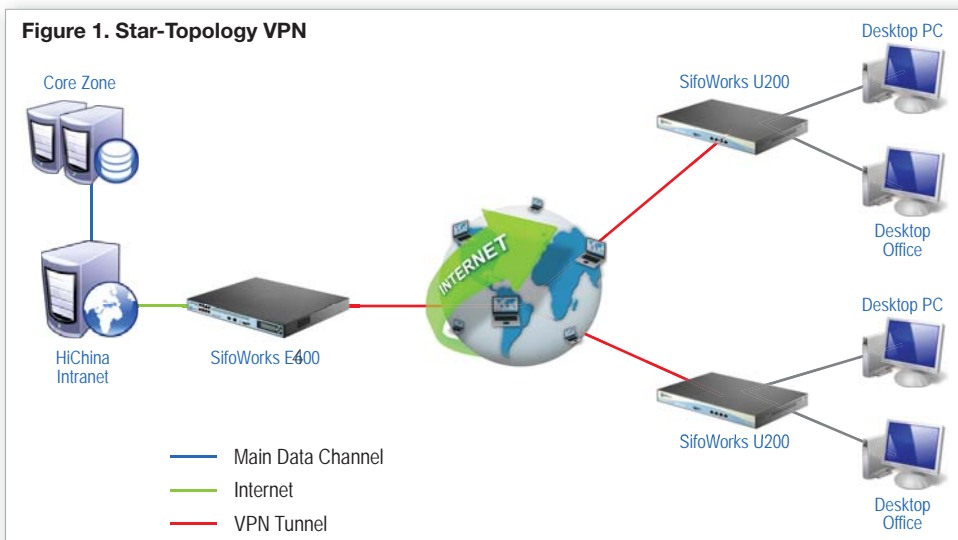 Figure 1. Star-Topology VPN
Core Zone
HiChina
Intranet
SifoWorks
INTERNET
SifoWorks U200
Desktop PC
Desktop
Office
SifoWorks U200
Desktop PC
Desktop
Office
Main Data Channel
Internet
VPN Tunnel